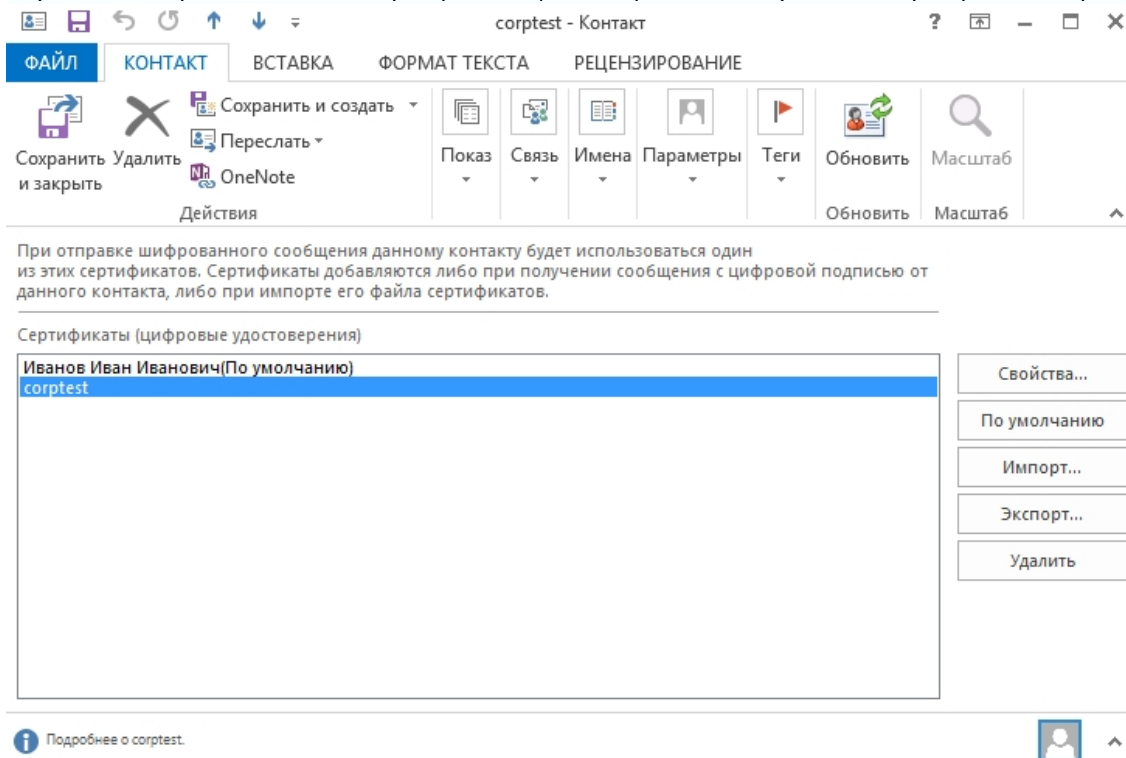 corptest - Контакт
?
ФАЙЛ КОНТАКТ ВСТАВКА ФОРМАТ ТЕКСТА РЕЦЕНЗИРОВАНИЕ
Сохранить и закрыть
Удалить
Сохранить и создать
Переслать
OneNote
Показ
Связь
Имена
Параметры
Теги
Обновить
Масштаб
Действия
Обновить
Масштаб
При отправке шифрованного сообщения данному контакту будет использоваться один
из этих сертификатов. Сертификаты добавляются либо при получении сообщения с цифровой подписью от
данного контакта, либо при импорте его файла сертификатов.
Сертификаты (цифровые удостоверения)
Иванов Иван Иванович(По умолчанию)
corptest
Свойства...
По умолчанию
Импорт...
Экспорт...
Удалить
Подробнее о corptest.